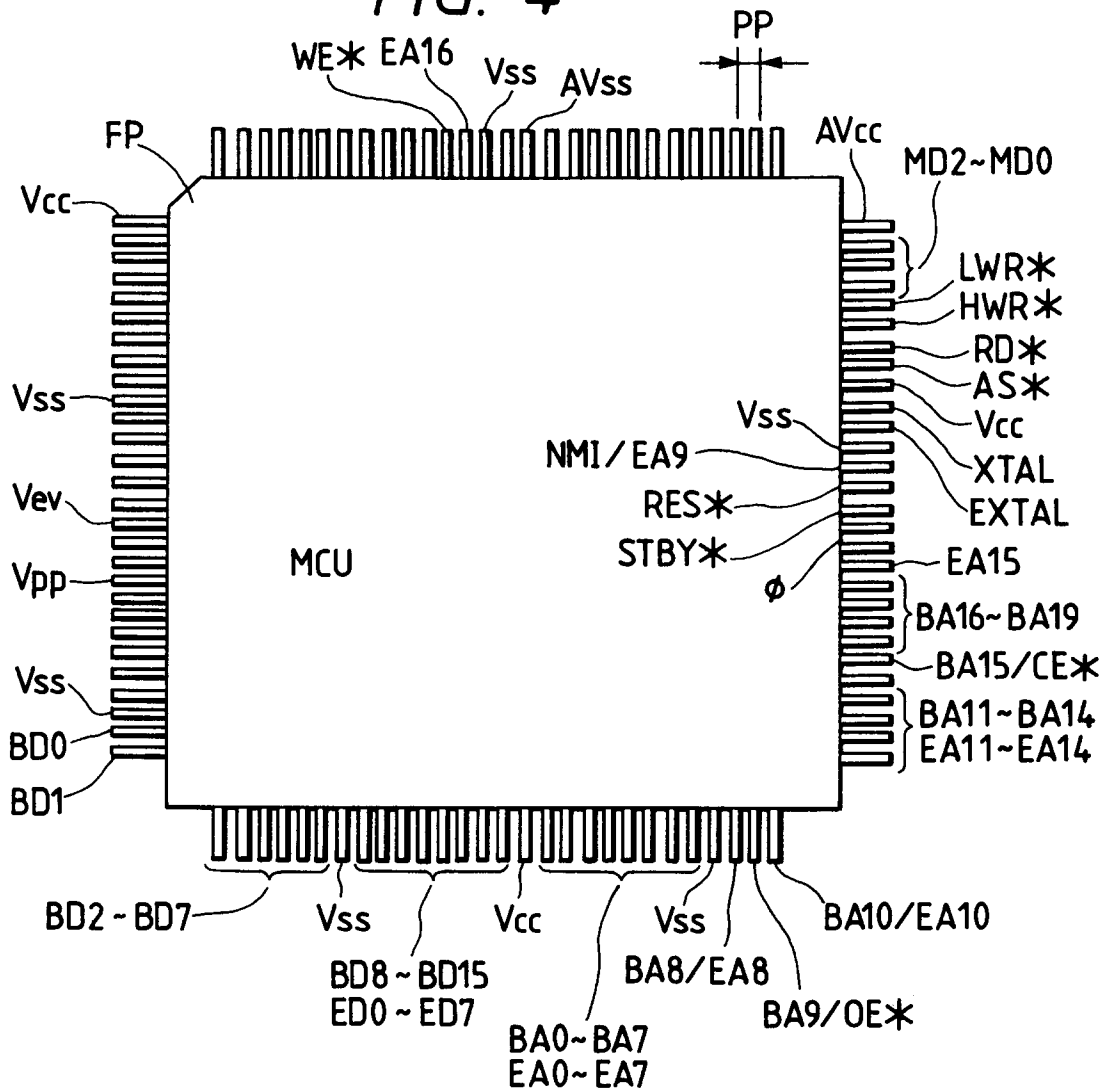 FIG. 4
PP
WE* EA16 Vss AVss
FP
AVcc
MD2~MD0
Vcc
LWR*
HWR*
RD*
AS*
Vcc
XTAL
EXTAL
Vss
Vss
NMI/EA9
RES*
STBY*
ø
Vev
MCU
EA15
Vpp
BA16~BA19
BA15/CE*
Vss
BA11~BA14
EA11~EA14
BD0
BD1
BD2~BD7
Vss
Vcc
Vss
BA10/EA10
BD8~BD15
ED0~ED7
BA8/EA8
BA9/OE*
BA0~BA7
EA0~EA7